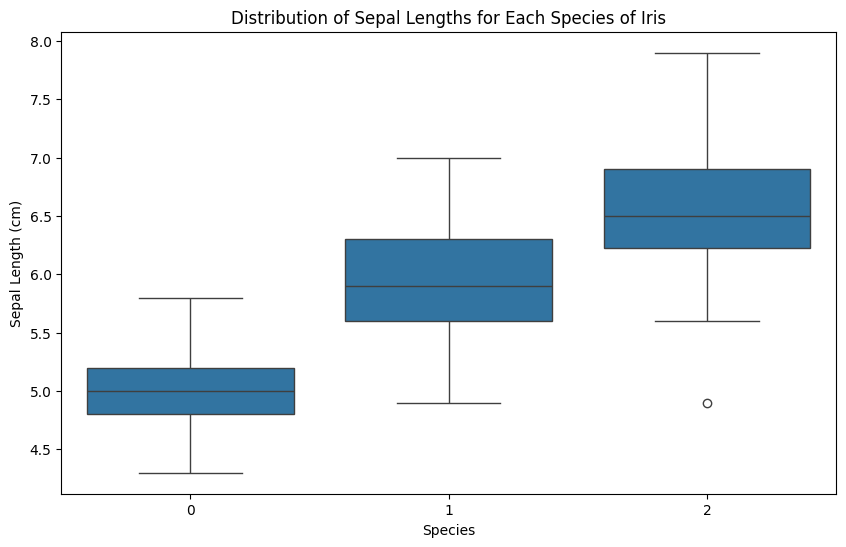 Distribution of Sepal Lengths for Each Species of Iris
Sepal Length (cm)
8.0
7.5
7.0
6.5
6.0
5.5
5.0
4.5
0 1 2
Species